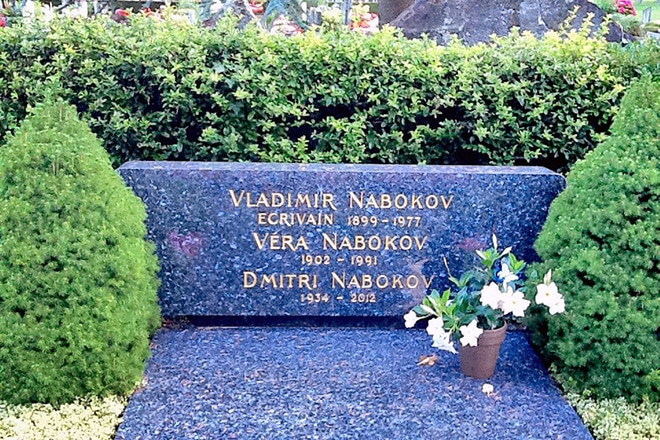 VLADIMIR NABOKOV
ECRIVAIN 1899-1977
VÉRA NABOKOV
1902 - 1991
DMITRI NABOKOV
1934 - 2012